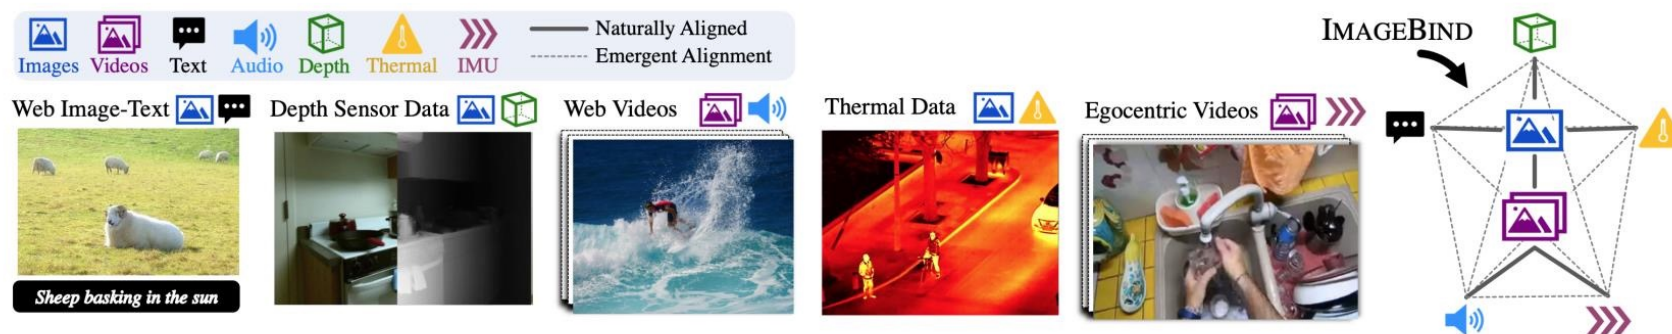 Images Videos Text Audio Depth Thermal IMU
Naturally Aligned
Emergent Alignment
IMAGEBIND
Web Image-Text
Depth Sensor Data
Web Videos
Thermal Data
Egocentric Videos
Sheep basking in the sun